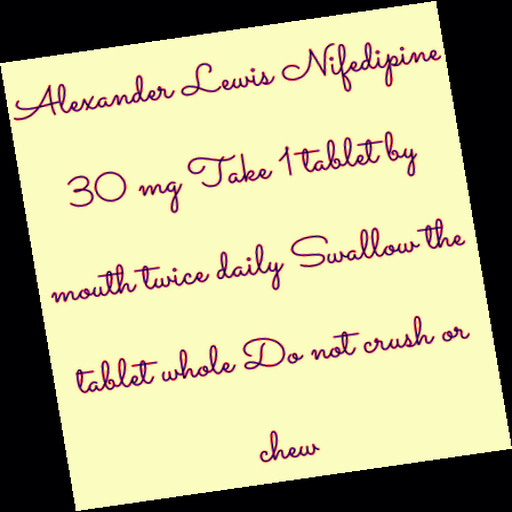 Alexander Lewis Nifedipine
30 mg Take 1 tablet by
mouth twice daily Swallow the
tablet whole Do not crush or
chew